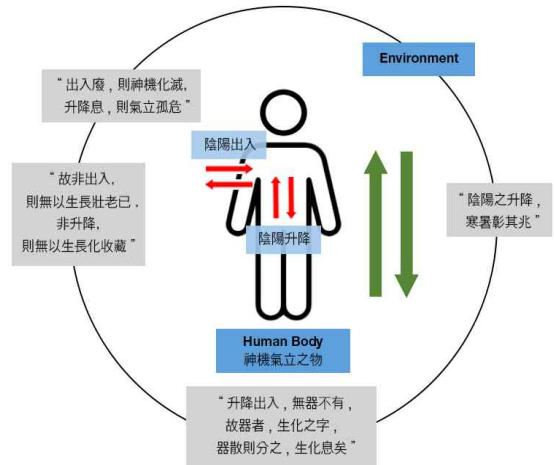 Environment
“ 出入廢 , 則神機化滅,
升降息 , 則氣立孤危 ”
陰陽出入
“ 故非出入,
則無以生長壯老已 ,
非升降,
則無以生長化收藏 ”
“ 陰陽之升降 ,
寒暑彰其兆 ”
陰陽升降
Human Body
神機氣立之物
“ 升降出入 , 無器不有 ,
故器者 , 生化之字 ,
器散則分之 , 生化息矣 ”